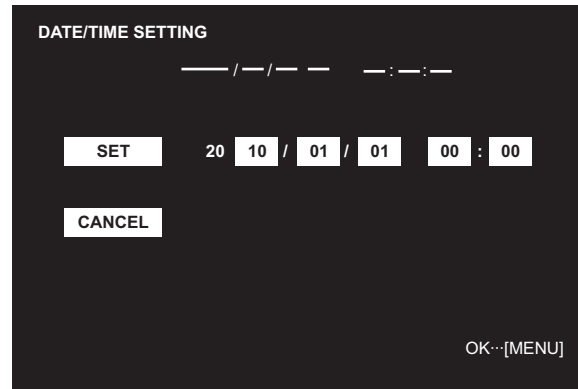 DATE/TIME SETTING
——/—/— — —:—:—
SET 20 10 / 01 / 01 00 : 00
CANCEL
OK···[MENU]